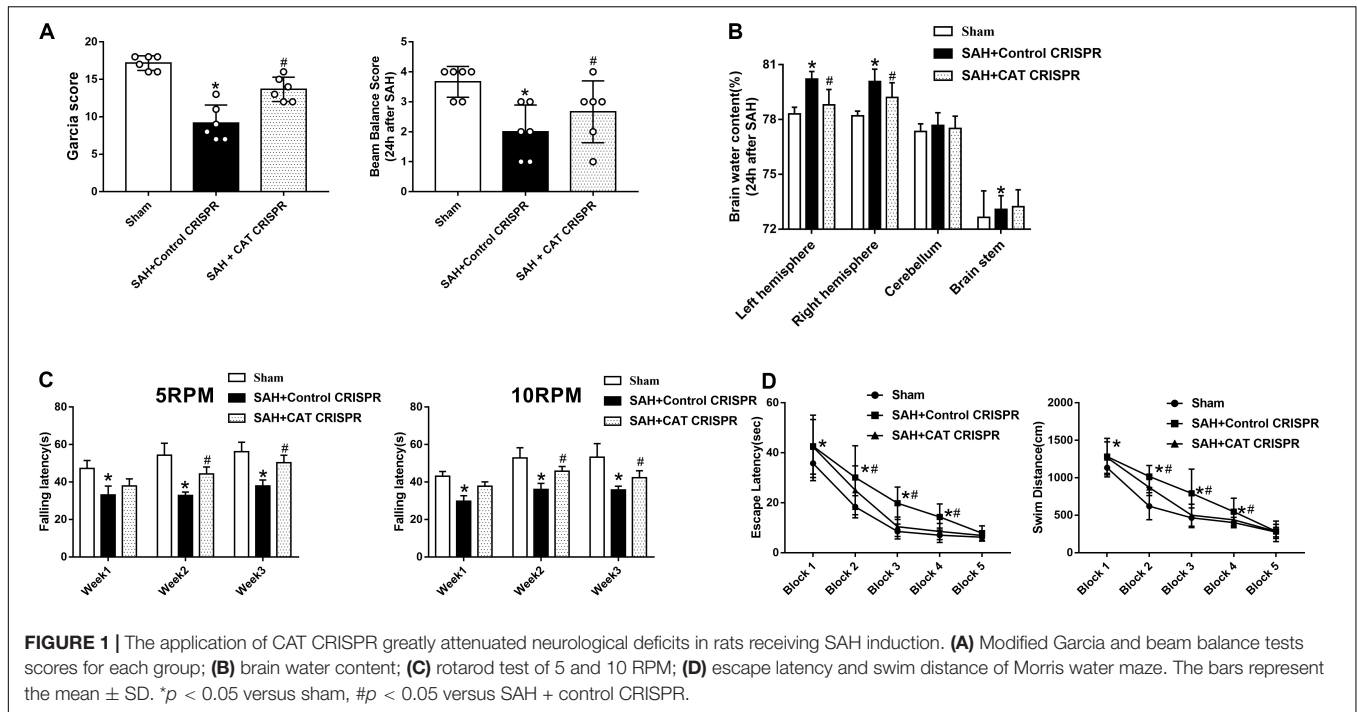 A
Garcia score
20
15
10
5
0
Sham
SAH+Control CRISPR
SAH + CAT CRISPR
*
#
Beam Balance Score
(24h after SAH)
5
4
3
2
1
0
Sham
SAH+Control CRISPR
SAH + CAT CRISPR
*
#
B
Sham
SAH+Control CRISPR
SAH+CAT CRISPR
Brain water content(%)
(24h after SAH)
81
78
75
72
*
#
*
#
*
Left hemisphere
Right hemisphere
Cerebellum
Brain stem
C
5RPM
Sham
SAH+Control CRISPR
SAH+CAT CRISPR
Falling latency(s)
80
60
40
20
0
*
*
#
*
#
Week1
Week2
Week3
10RPM
Sham
SAH+Control CRISPR
SAH+CAT CRISPR
Falling latency(s)
80
60
40
20
0
*
*
#
*
#
Week1
Week2
Week3
D
Sham
SAH+Control CRISPR
SAH+CAT CRISPR
Escape Latency(sec)
80
60
40
20
0
*
*#
*#
*#
Block 1
Block 2
Block 3
Block 4
Block 5
Sham
SAH+Control CRISPR
SAH+CAT CRISPR
Swim Distance(cm)
1500
1000
500
0
*
*#
*#
*#
Block 1
Block 2
Block 3
Block 4
Block 5
FIGURE 1 | The application of CAT CRISPR greatly attenuated neurological deficits in rats receiving SAH induction. (A) Modified Garcia and beam balance tests
scores for each group; (B) brain water content; (C) rotarod test of 5 and 10 RPM; (D) escape latency and swim distance of Morris water maze. The bars represent
the mean ± SD. *p < 0.05 versus sham, #p < 0.05 versus SAH + control CRISPR.